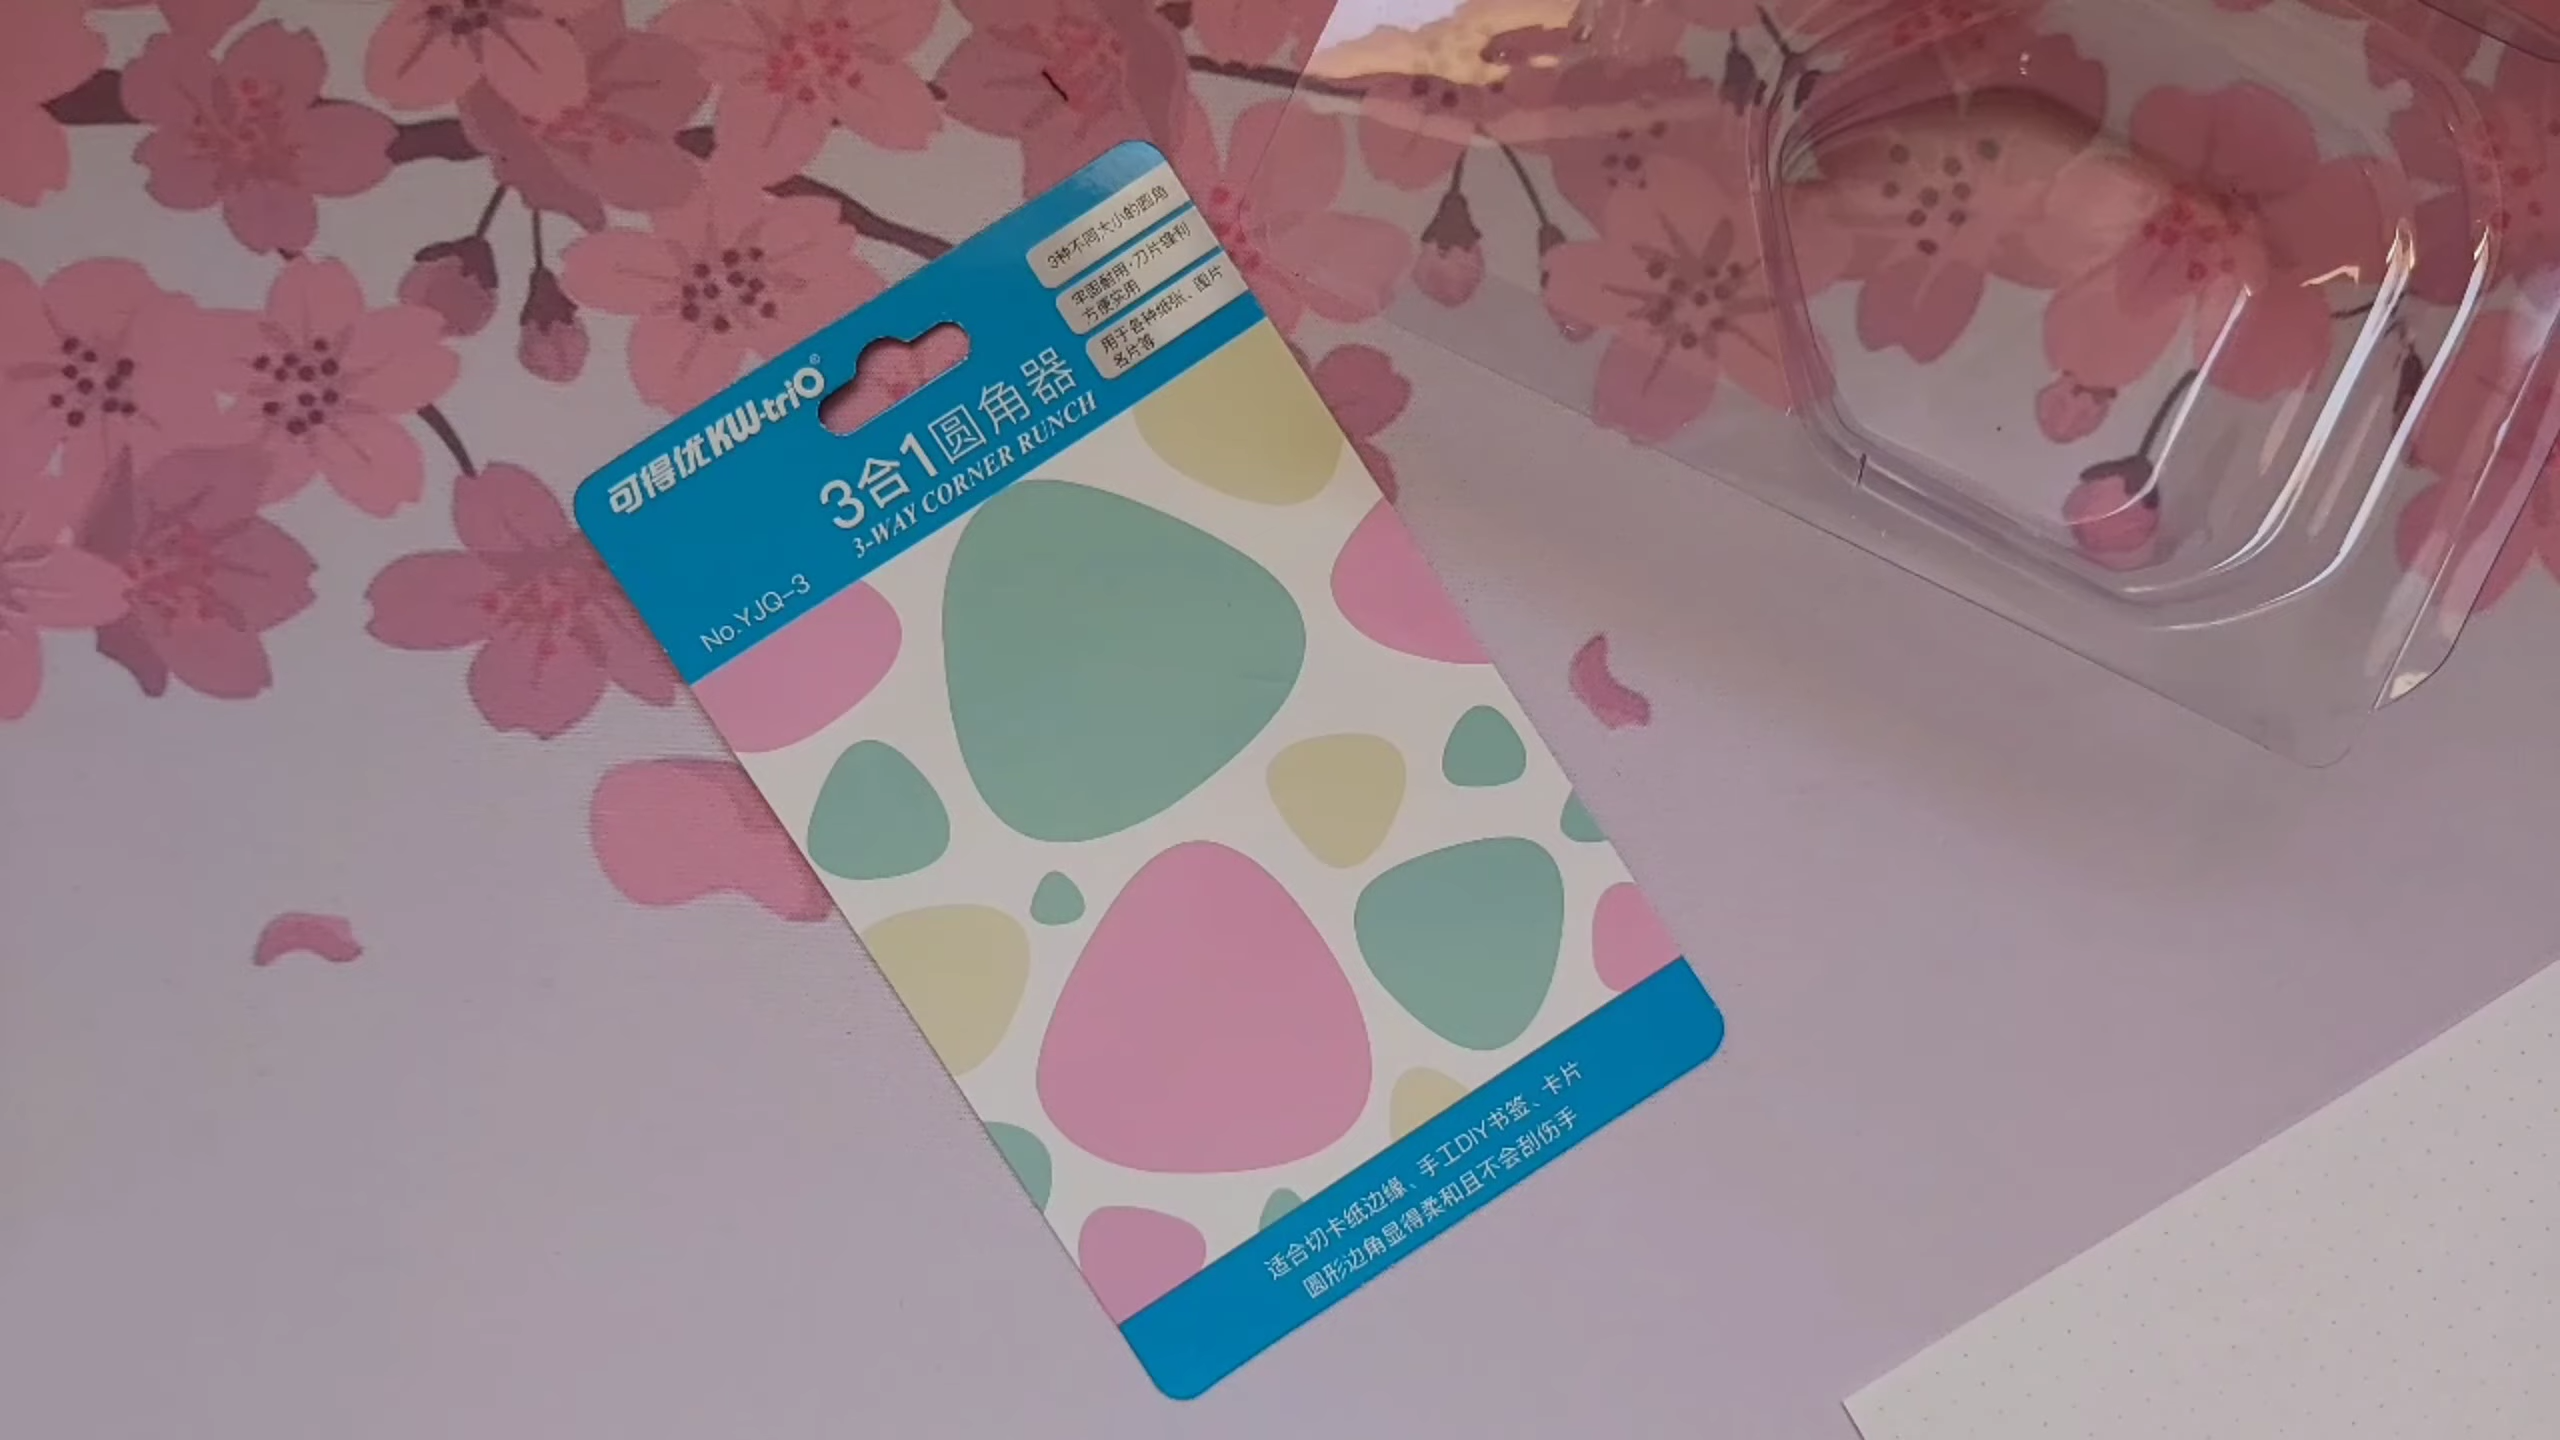 可得优 KW-triO®
3合1圆角器
3-WAY CORNER RUNCH
No.YJQ-3
3种不同大小的圆角
牢固耐用·刀片锋利
方便实用
用于各种纸张、图片
名片等
适合切卡纸边缘、手工DIY书签、卡片
圆形边角显得柔和且不会刮伤手